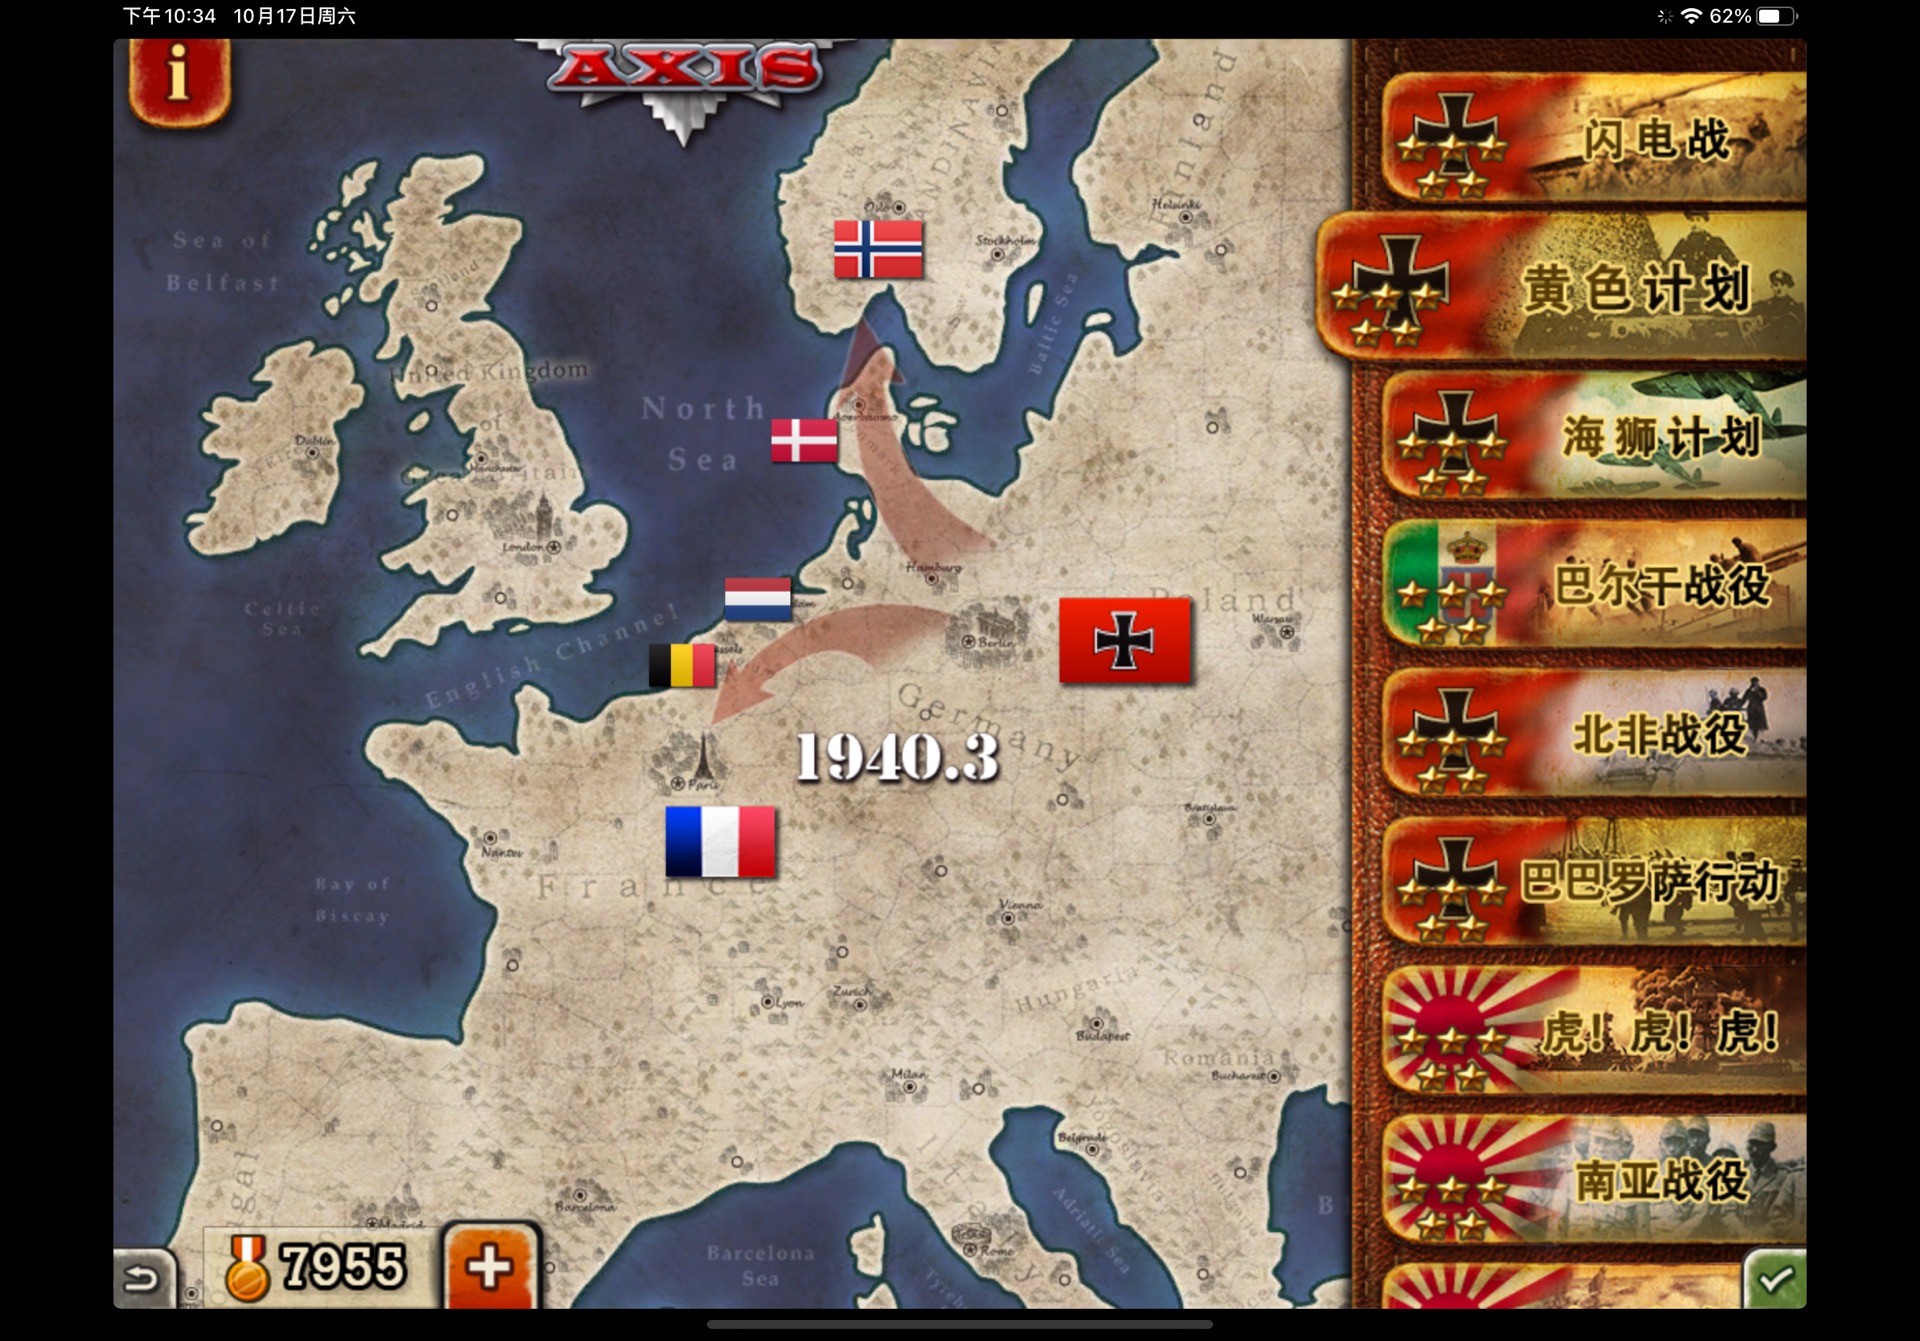 下午10:34 10月17日周六
62%
i
AXIS
闪电战
黄色计划
海狮计划
巴尔干战役
北非战役
巴巴罗萨行动
虎！虎！虎！
南亚战役
Finland
Oslo
Helsinki
Stockholm
Sea of
Belfast
Baltic Sea
United Kingdom
of
North
Sea
Dublin
Manchester
London
Hamburg
Celtic
Sea
English Channel
Poland
Warsaw
Berlin
Germany
1940.3
Paris
Bratislava
Nantes
France
Bay of
Biscay
Vienna
Lyon
Zurich
Hungaria
Budapest
Romania
Bucharest
Milan
Belgrade
Barcelona
Madrid
Adriatic Sea
B
Rome
Barcelona
Sea
7955